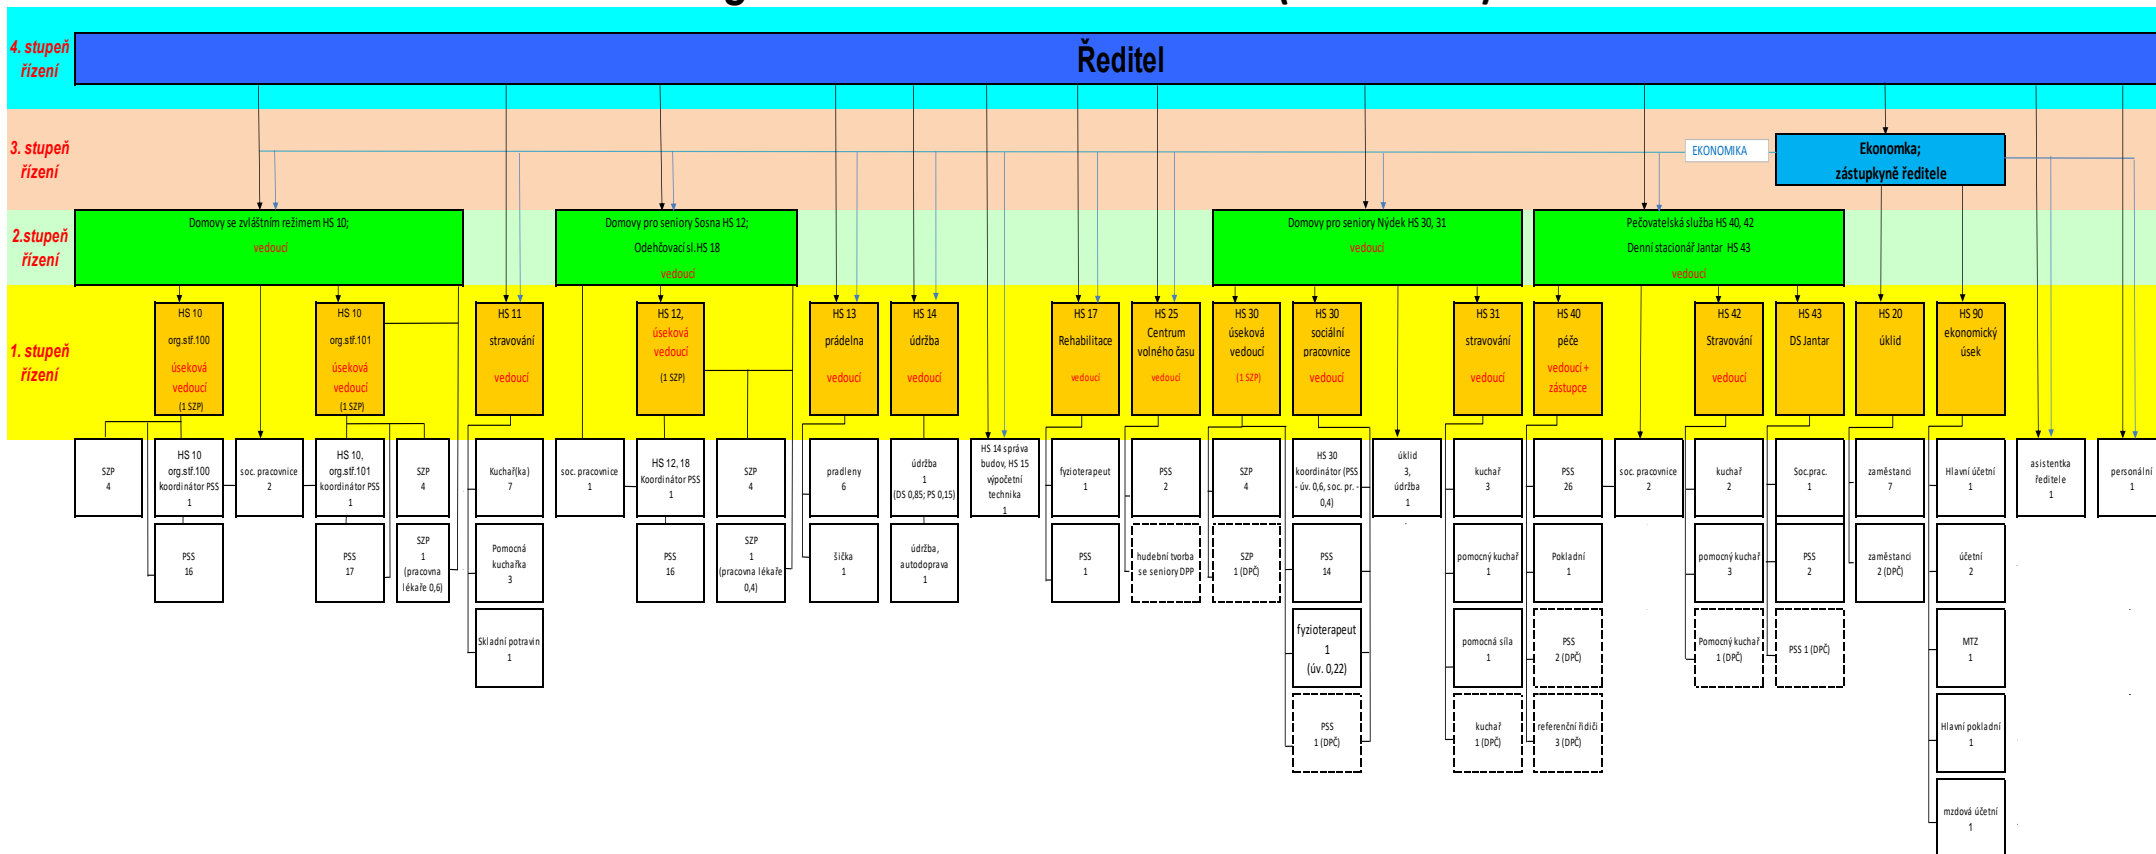 4. stupeň
řízení
Ředitel
3. stupeň
řízení
EKONOMIKA
Ekonomka;
zástupkyně ředitele
2.stupeň
řízení
Domovy se zvláštním režimem HS 10;
vedoucí
Domovy pro seniory Sosna HS 12;
Odehčovací sl.HS 18
vedoucí
Domovy pro seniory Nýdek HS 30, 31
vedoucí
Pečovatelská služba HS 40, 42
Denní stacionář Jantar HS 43
vedoucí
1. stupeň
řízení
HS 10
org.stř.100
úseková
vedoucí
(1 SZP)
HS 10
org.stř.101
úseková
vedoucí
(1 SZP)
HS 11
stravování
vedoucí
HS 12,
úseková
vedoucí
(1 SZP)
HS 13
prádelna
vedoucí
HS 14
údržba
vedoucí
HS 17
Rehabilitace
vedoucí
HS 25
Centrum
volného času
vedoucí
HS 30
úseková
vedoucí
(1 SZP)
HS 30
sociální
pracovnice
vedoucí
HS 31
stravování
vedoucí
HS 40
péče
vedoucí +
zástupce
HS 42
Stravování
vedoucí
HS 43
DS Jantar
HS 20
úklid
HS 90
ekonomický
úsek
SZP
4
HS 10
org.stř.100
koordinátor PSS
1
soc. pracovnice
2
HS 10,
org.stř.101
koordinátor PSS
1
SZP
4
Kuchař(ka)
7
soc. pracovnice
1
HS 12, 18
Koordinátor PSS
1
SZP
4
pradleny
6
údržba
1
(DS 0,85; PS 0,15)
HS 14 správa
budov, HS 15
výpočetní
technika
1
fyzioterapeut
1
PSS
2
SZP
4
HS 30
koordinátor (PSS
- úv. 0,6, soc. pr. -
0,4)
úklid
3,
údržba
1
kuchař
3
PSS
26
soc. pracovnice
2
kuchař
2
Soc.prac.
1
zaměstanci
7
Hlavní účetní
1
asistentka
ředitele
1
personální
1
PSS
16
PSS
17
SZP
1
(pracovna
lékaře 0,6)
Pomocná
kuchařka
3
PSS
16
SZP
1
(pracovna lékaře
0,4)
šička
1
údržba,
autodoprava
1
PSS
1
hudební tvorba
se seniory DPP
SZP
1 (DPČ)
PSS
14
pomocný kuchař
1
Pokladní
1
pomocný kuchař
3
PSS
2
zaměstanci
2 (DPČ)
účetní
2
Skladní potravin
1
fyzioterapeut
1
(úv. 0,22)
pomocná síla
1
PSS
2 (DPČ)
Pomocný kuchař
1 (DPČ)
PSS 1 (DPČ)
MTZ
1
PSS
1 (DPČ)
kuchař
1 (DPČ)
referenční řidiči
3 (DPČ)
Hlavní pokladní
1
mzdová účetní
1